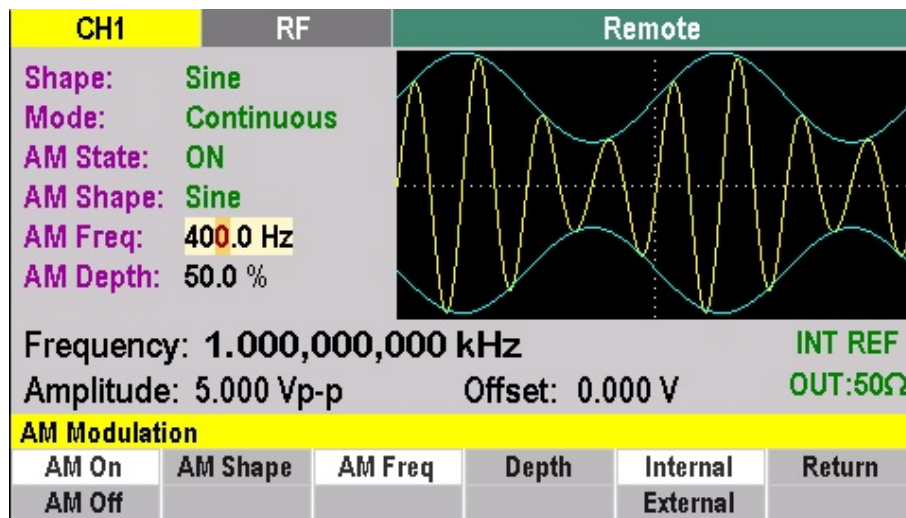 CH1 RF Remote
Shape: Sine
Mode: Continuous
AM State: ON
AM Shape: Sine
AM Freq: 400.0 Hz
AM Depth: 50.0 %
Frequency: 1.000,000,000 kHz INT REF
Amplitude: 5.000 Vp-p Offset: 0.000 V OUT:50Ω
AM Modulation
AM On AM Shape AM Freq Depth Internal Return
AM Off External